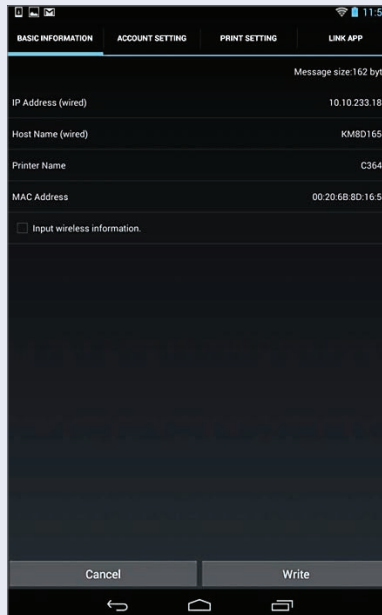 11:5
BASIC INFORMATION ACCOUNT SETTING PRINT SETTING LINK APP
Message size:162 byt
IP Address (wired) 10.10.233.18
Host Name (wired) KM8D165
Printer Name C364
MAC Address 00:20:6B:8D:16:5
Input wireless information.
Cancel Write